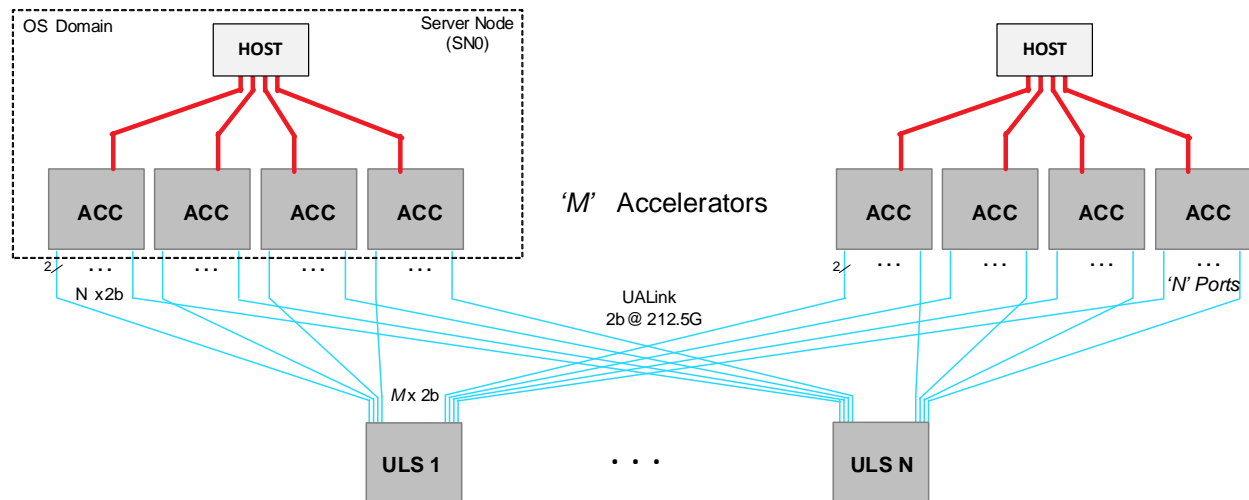 OS Domain
Server Node
(SN0)
HOST
HOST
ACC
ACC
ACC
ACC
'M' Accelerators
ACC
ACC
ACC
ACC
2
...
...
...
...
2
...
...
...
...
N x2b
'N' Ports
UALink
2b@ 212.5G
Mx 2b
ULS 1
...
ULS N